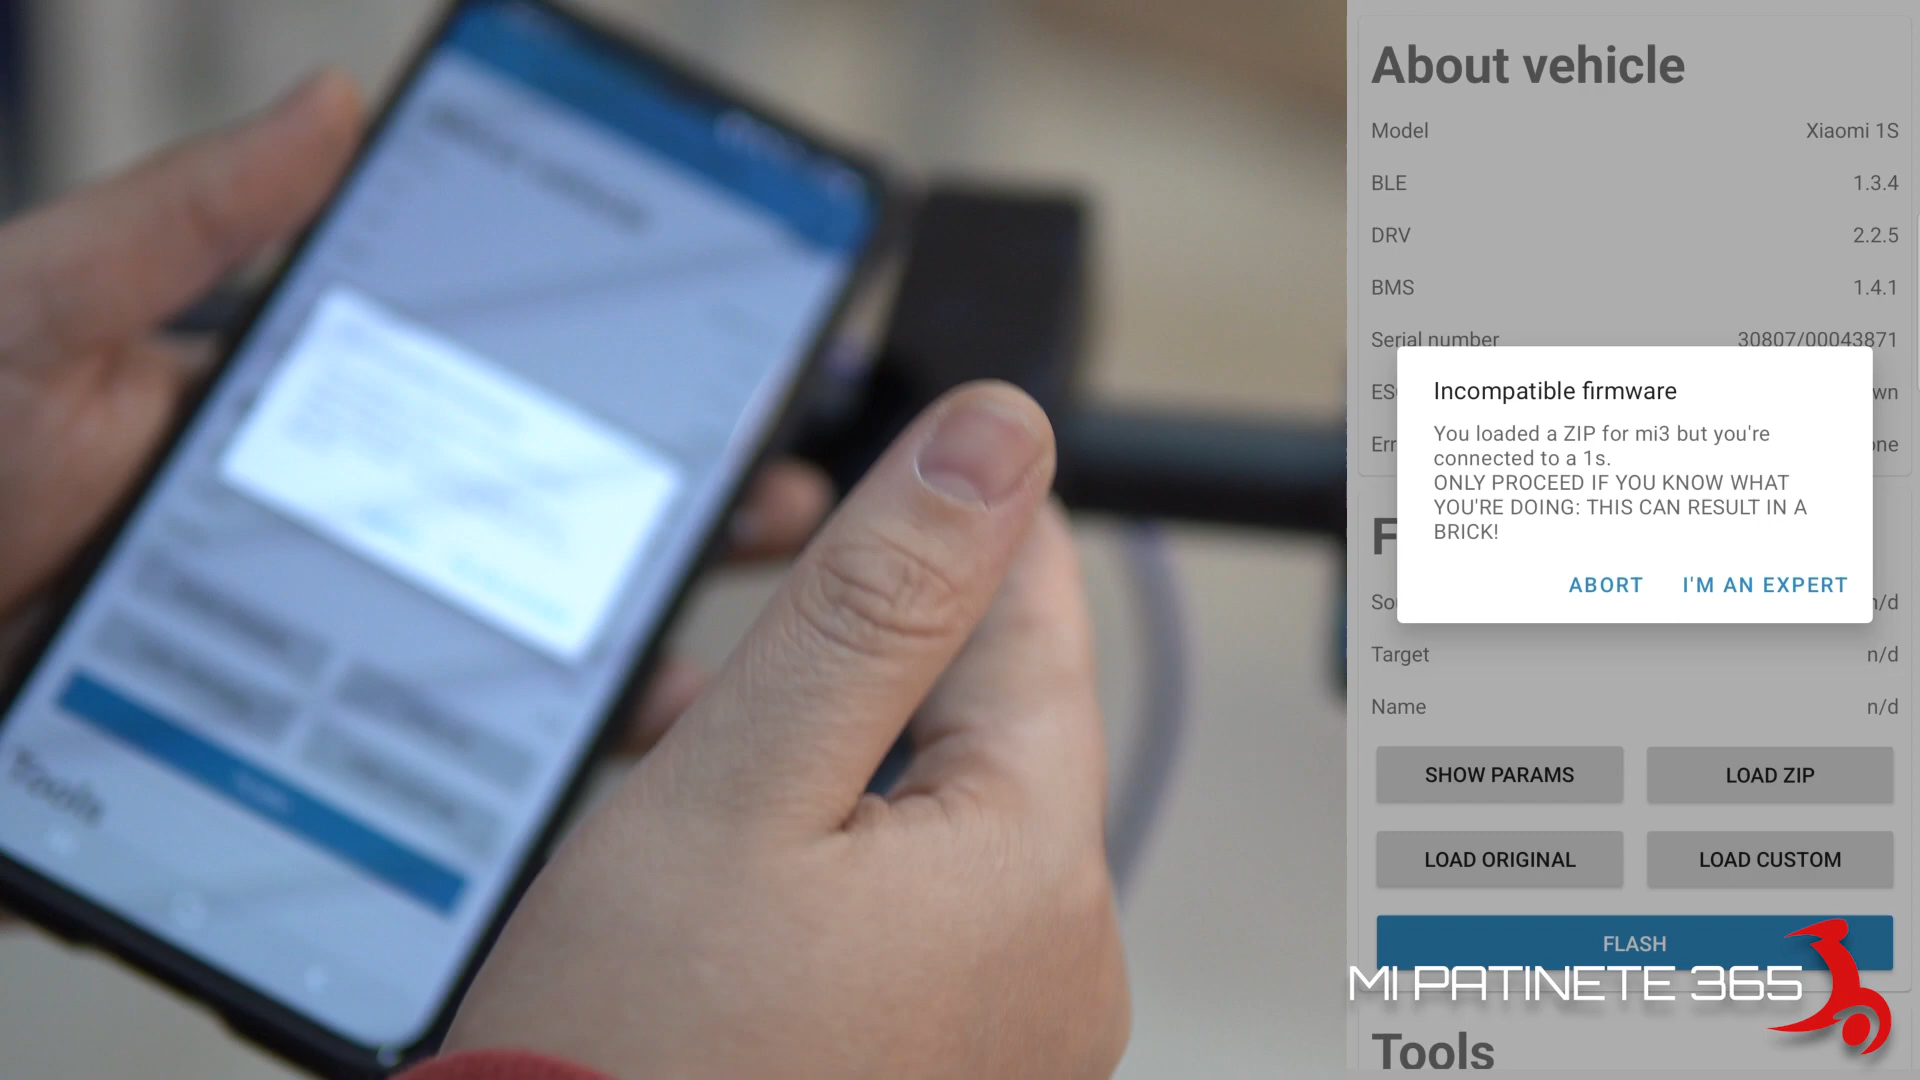 About vehicle
Model Xiaomi 1S
BLE 1.3.4
DRV 2.2.5
BMS 1.4.1
Serial number 30807/00043871
Incompatible firmware
You loaded a ZIP for mi3 but you're
connected to a 1s.
ONLY PROCEED IF YOU KNOW WHAT
YOU'RE DOING: THIS CAN RESULT IN A
BRICK!
ABORT I'M AN EXPERT
Target n/d
Name n/d
SHOW PARAMS LOAD ZIP
LOAD ORIGINAL LOAD CUSTOM
FLASH
MI PATINETE 365
Tools
Tools